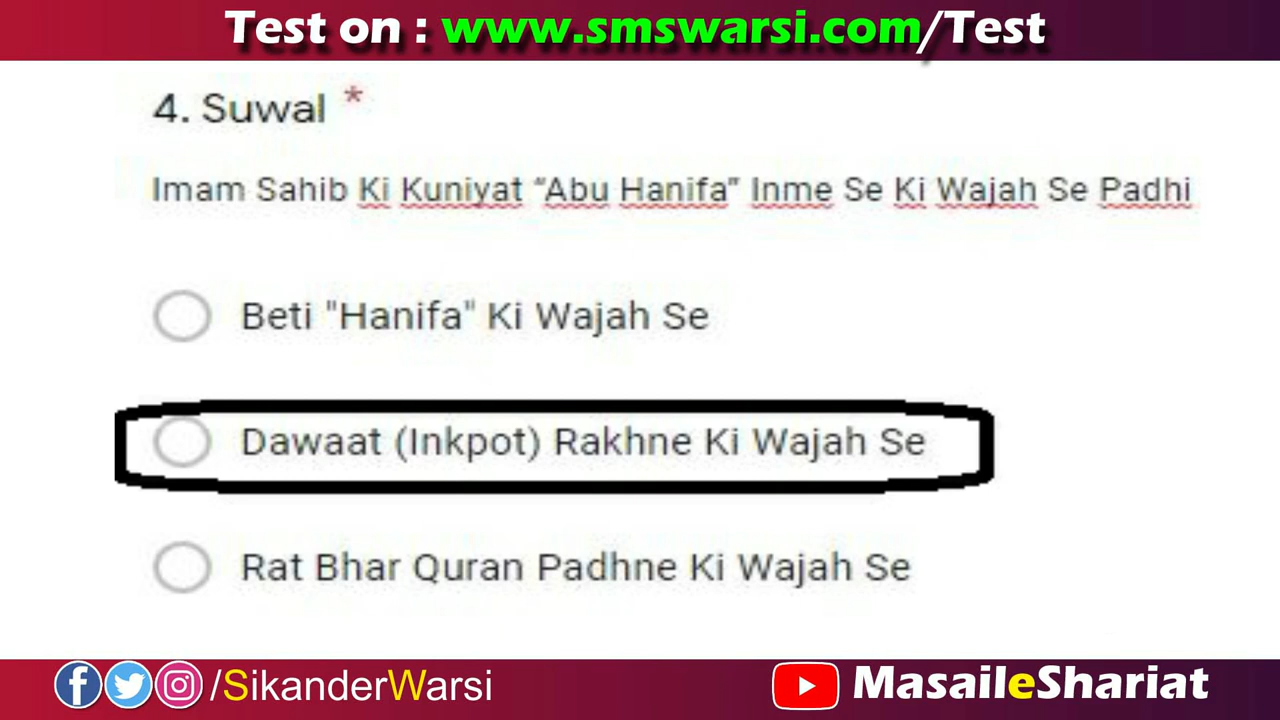 Test on : www.smswarsi.com/Test
4. Suwal *
Imam Sahib Ki Kuniyat “Abu Hanifa” Inme Se Ki Wajah Se Padhi
Beti "Hanifa" Ki Wajah Se
Dawaat (Inkpot) Rakhne Ki Wajah Se
Rat Bhar Quran Padhne Ki Wajah Se
/SikanderWarsi
MasaileShariat